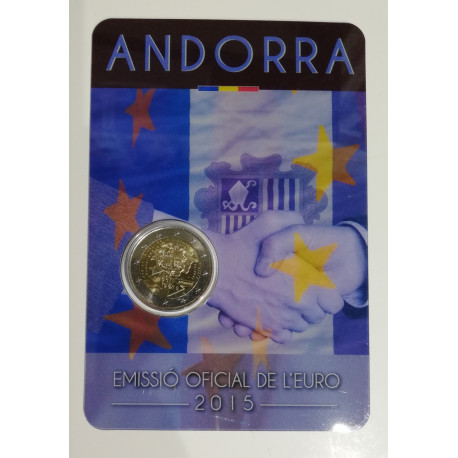 ANDORRA
EMISSIÓ OFICIAL DE L'EURO
2015